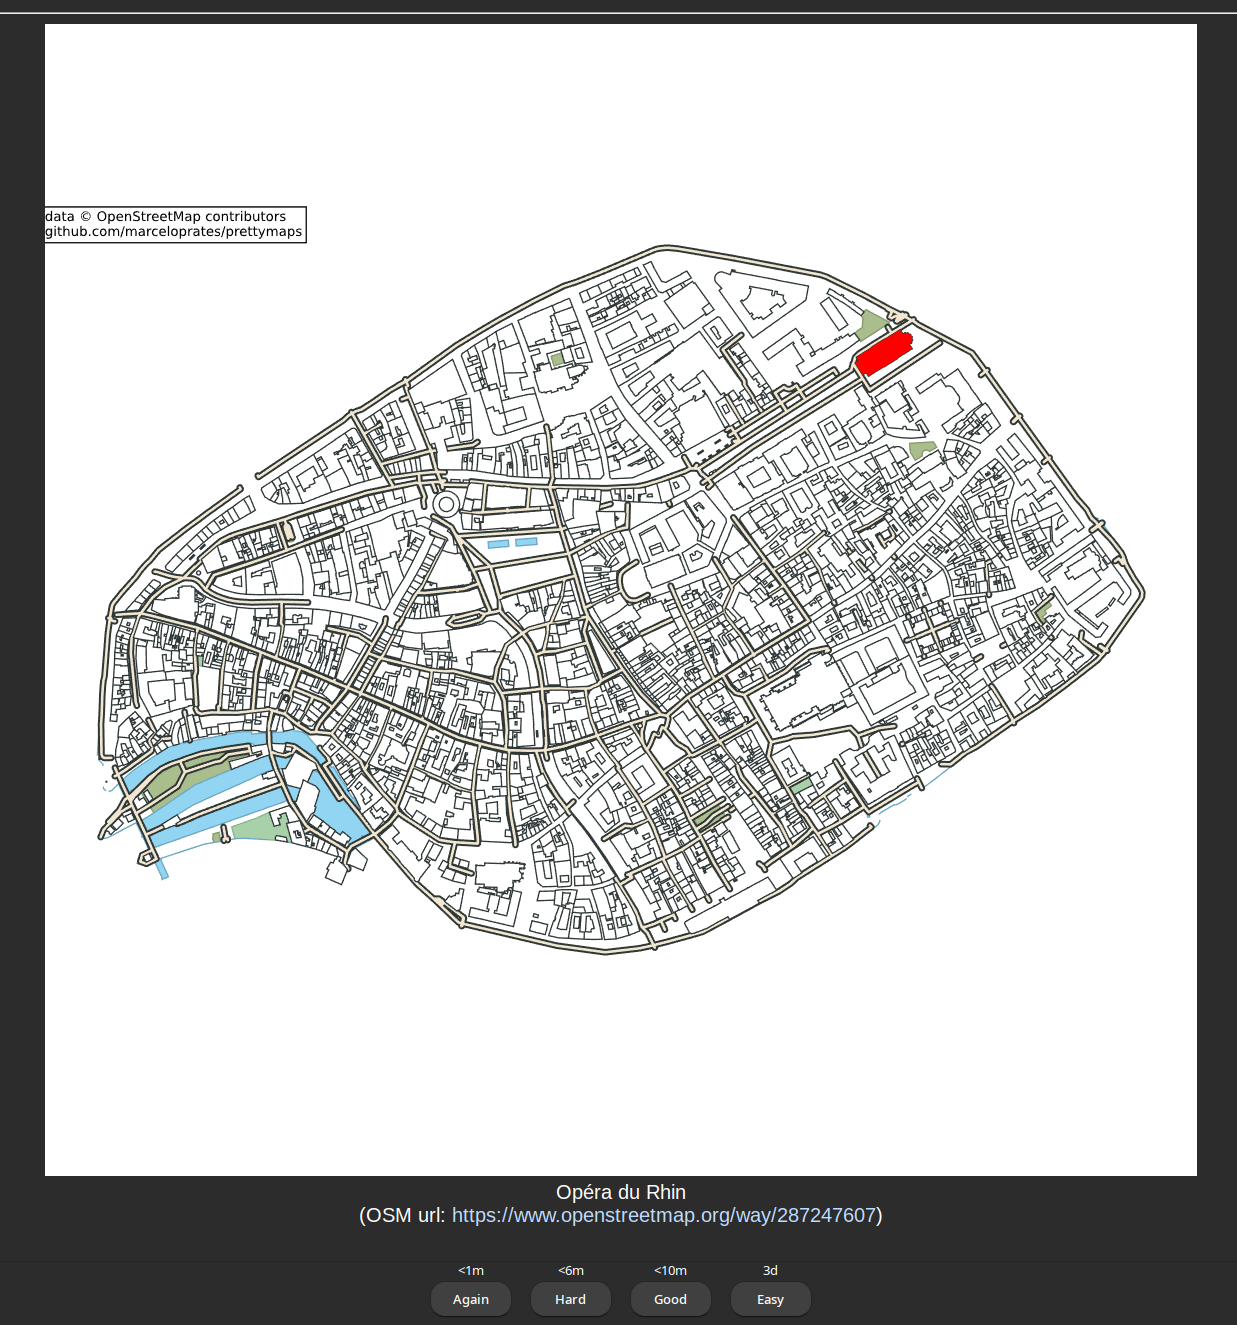 data © OpenStreetMap contributors
github.com/marceloprates/prettymaps
Opéra du Rhin
(OSM url: https://www.openstreetmap.org/way/287247607)
<1m <6m <10m 3d
Again Hard Good Easy